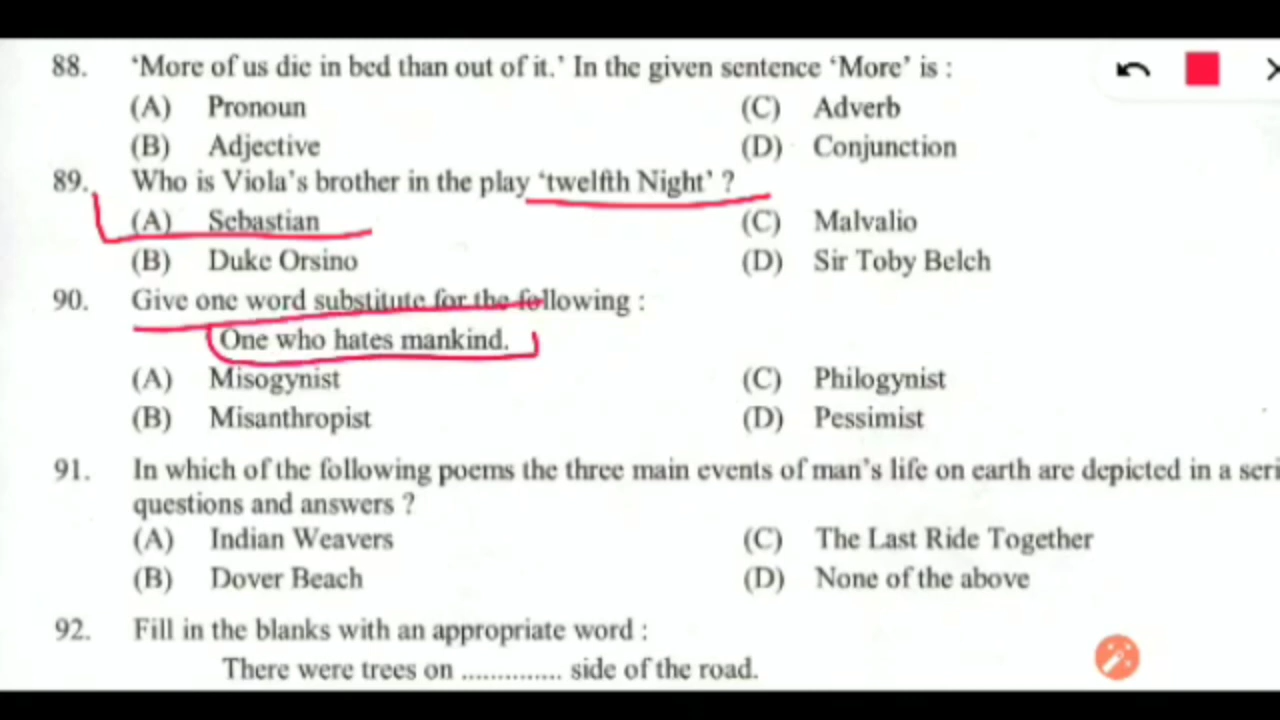 88. ‘More of us die in bed than out of it.’ In the given sentence ‘More’ is :
(A) Pronoun (C) Adverb
(B) Adjective (D) Conjunction
89. Who is Viola’s brother in the play ‘twelfth Night’ ?
(A) Sebastian (C) Malvalio
(B) Duke Orsino (D) Sir Toby Belch
90. Give one word substitute for the following :
One who hates mankind.
(A) Misogynist (C) Philogynist
(B) Misanthropist (D) Pessimist
91. In which of the following poems the three main events of man’s life on earth are depicted in a seri
questions and answers ?
(A) Indian Weavers (C) The Last Ride Together
(B) Dover Beach (D) None of the above
92. Fill in the blanks with an appropriate word :
There were trees on .............. side of the road.